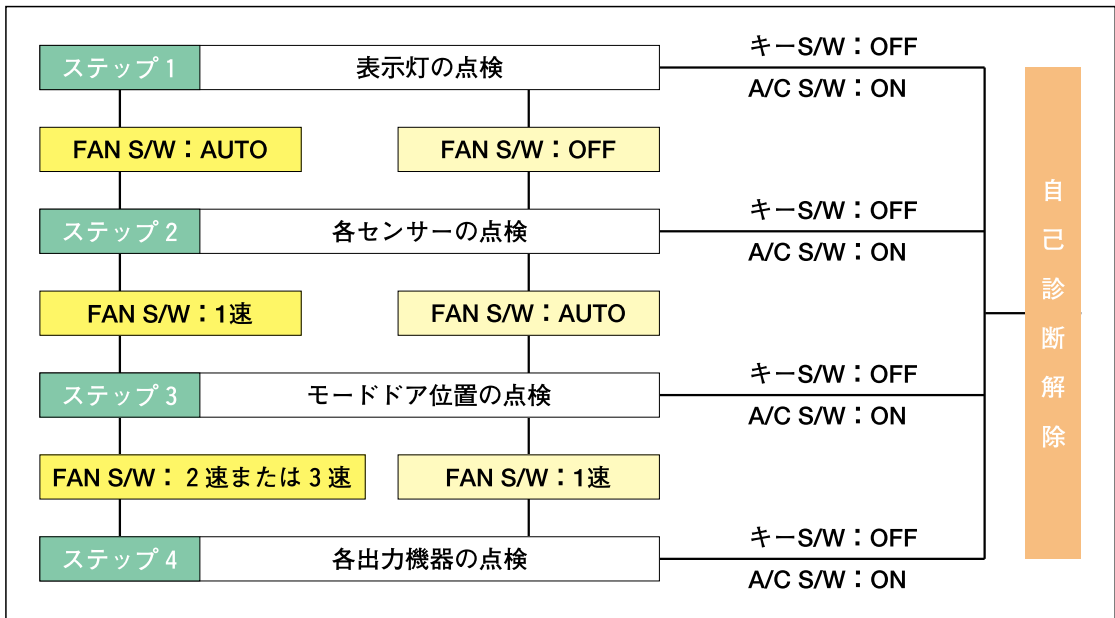 ステップ 1
表示灯の点検
キーS/W：OFF
A/C S/W：ON
FAN S/W：AUTO
FAN S/W：OFF
ステップ 2
各センサーの点検
キーS/W：OFF
A/C S/W：ON
FAN S/W：1速
FAN S/W：AUTO
ステップ 3
モードドア位置の点検
キーS/W：OFF
A/C S/W：ON
FAN S/W： 2 速または 3 速
FAN S/W：1速
ステップ 4
各出力機器の点検
キーS/W：OFF
A/C S/W：ON
自己診断解除